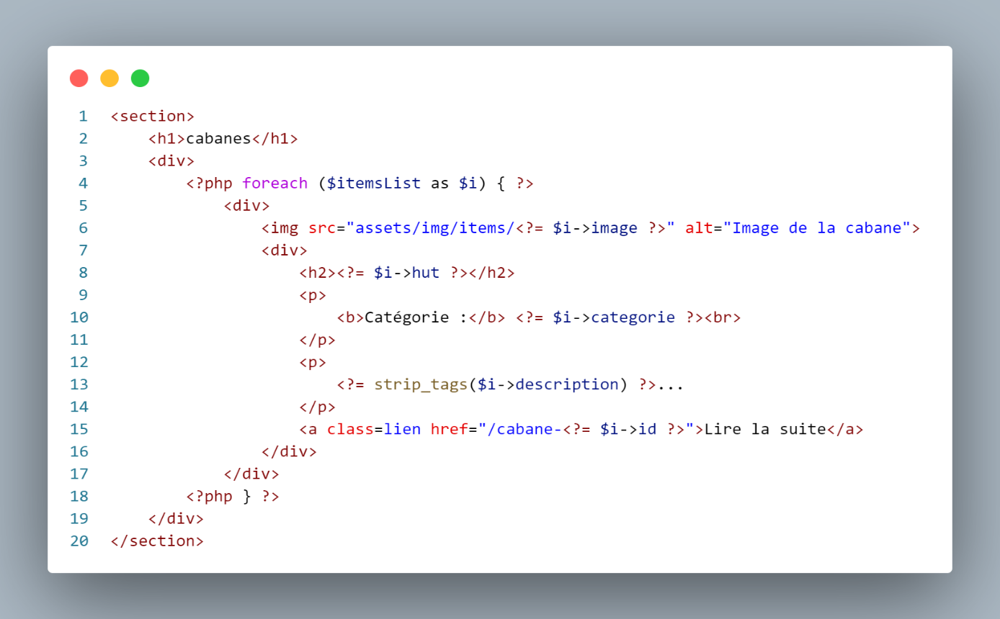 1 <section>
2     <h1>cabanes</h1>
3     <div>
4         <?php foreach ($itemsList as $i) { ?>
5             <div>
6                 <img src="assets/img/items/<?= $i->image ?>" alt="Image de la cabane">
7                 <div>
8                     <h2><?= $i->hut ?></h2>
9                     <p>
10                         <b>Catégorie :</b> <?= $i->categorie ?><br>
11                     </p>
12                     <p>
13                         <?= strip_tags($i->description) ?>...
14                     </p>
15                     <a class=lien href="/cabane-<?= $i->id ?>">Lire la suite</a>
16                 </div>
17             </div>
18         <?php } ?>
19     </div>
20 </section>